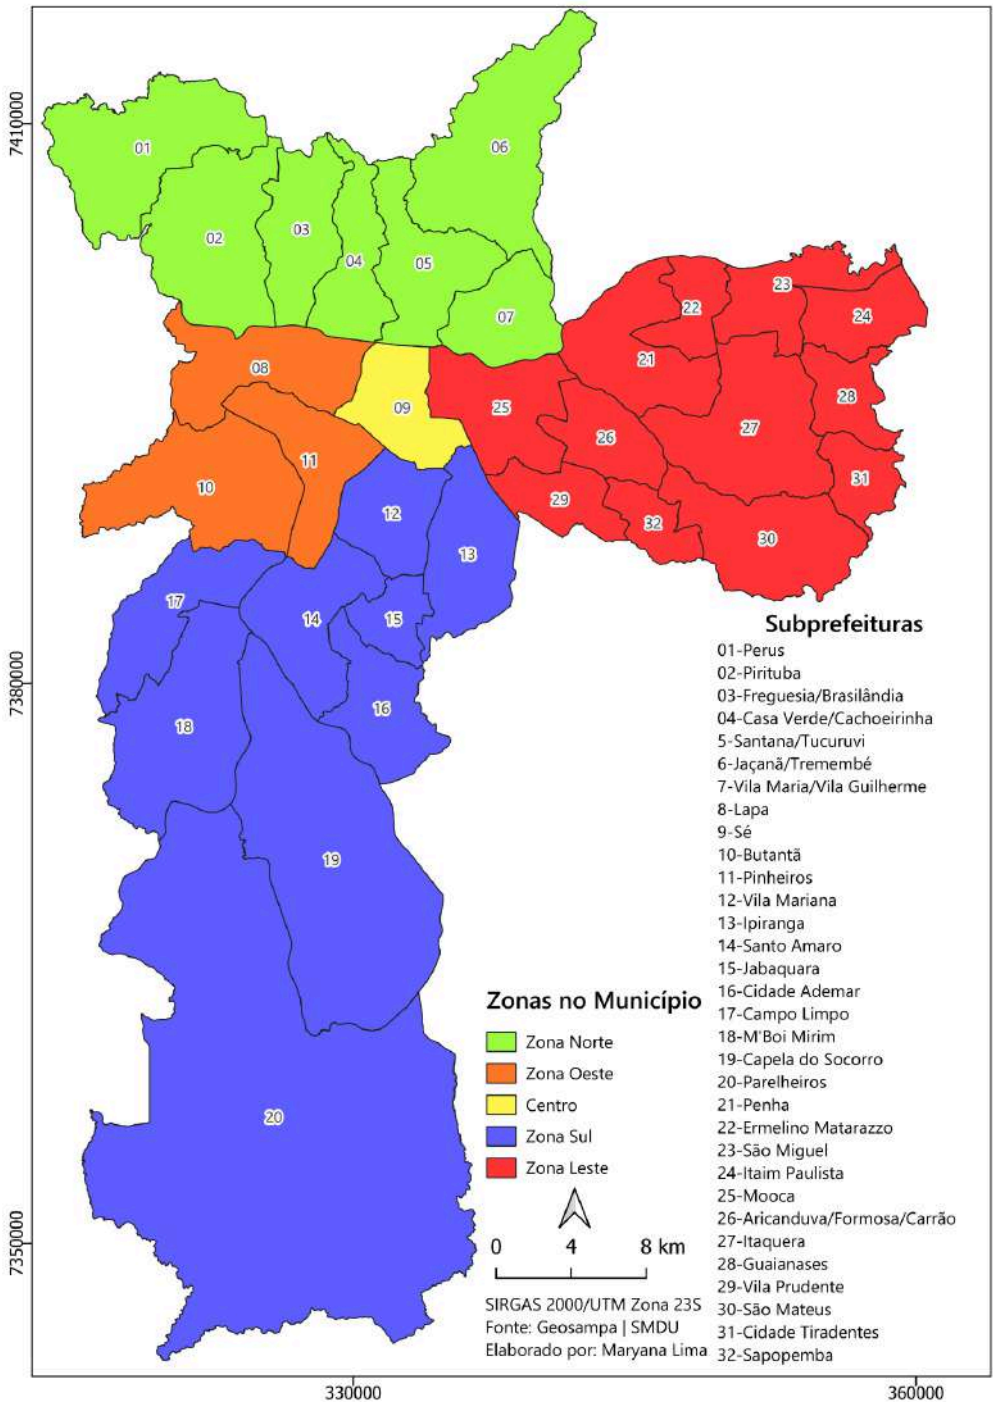 7410000
7380000
7350000
330000
360000
01
02
03
04
05
06
07
08
09
10
11
12
13
14
15
16
17
18
19
20
21
22
23
24
25
26
27
28
29
30
31
32
Zonas no Município
Zona Norte
Zona Oeste
Centro
Zona Sul
Zona Leste
0 4 8 km
SIRGAS 2000/UTM Zona 23S
Fonte: Geosampa | SMDU
Elaborado por: Maryana Lima
Subprefeituras
01-Perus
02-Pirituba
03-Freguesia/Brasilândia
04-Casa Verde/Cachoeirinha
5-Santana/Tucuruvi
6-Jaçanã/Tremembé
7-Vila Maria/Vila Guilherme
8-Lapa
9-Sé
10-Butantã
11-Pinheiros
12-Vila Mariana
13-Ipiranga
14-Santo Amaro
15-Jabaquara
16-Cidade Ademar
17-Campo Limpo
18-M'Boi Mirim
19-Capela do Socorro
20-Parelheiros
21-Penha
22-Ermelino Matarazzo
23-São Miguel
24-Itaim Paulista
25-Mooca
26-Aricanduva/Formosa/Carrão
27-Itaquera
28-Guaianases
29-Vila Prudente
30-São Mateus
31-Cidade Tiradentes
32-Sapopemba